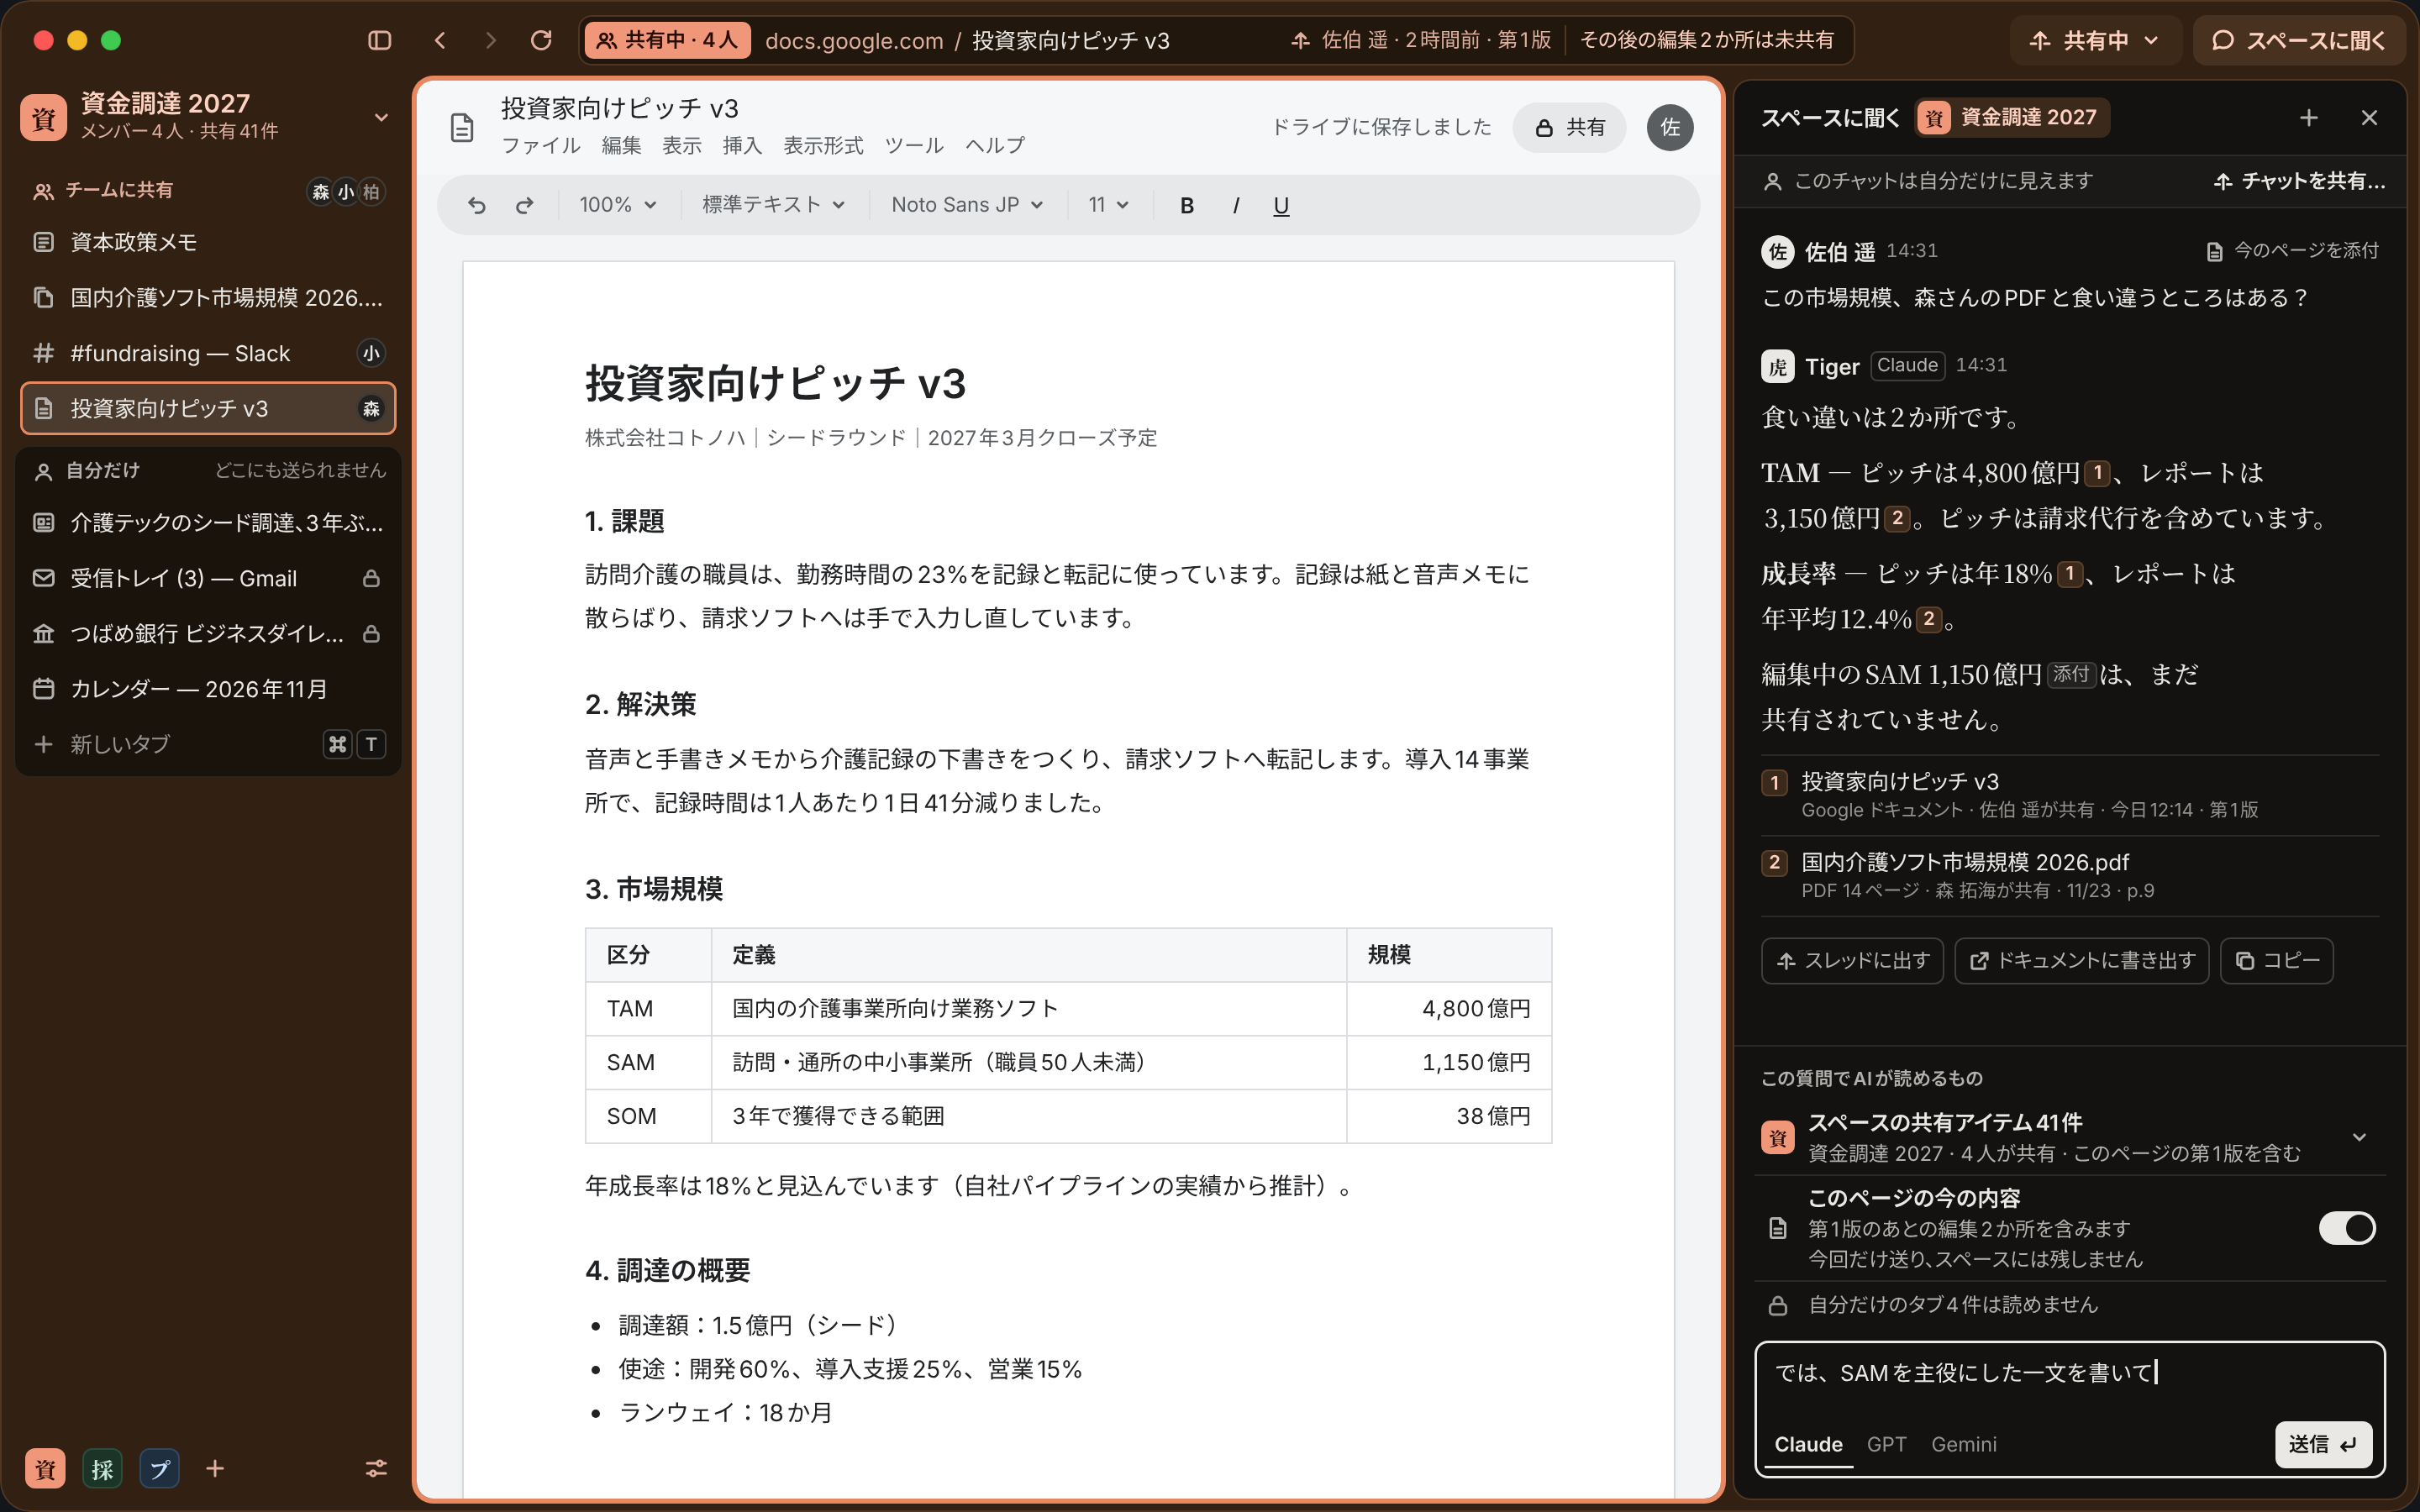 共有中 · 4人
docs.google.com / 投資家向けピッチ v3
佐伯 遥 · 2時間前 · 第1版
その後の編集2か所は未共有
共有中
スペースに聞く
資
資金調達 2027
メンバー4人 · 共有41件
チームに共有
森 小 柏
資本政策メモ
国内介護ソフト市場規模 2026....
#fundraising — Slack
小
投資家向けピッチ v3
森
自分だけ
どこにも送られません
介護テックのシード調達、3年ぶ...
受信トレイ (3) — Gmail
つばめ銀行 ビジネスダイレ...
カレンダー — 2026年11月
新しいタブ
⌘ T
資 採 プ
投資家向けピッチ v3
ファイル 編集 表示 挿入 表示形式 ツール ヘルプ
ドライブに保存しました
共有
佐
100%
標準テキスト
Noto Sans JP
11
B I U
投資家向けピッチ v3
株式会社コトノハ｜シードラウンド｜2027年3月クローズ予定
1. 課題
訪問介護の職員は、勤務時間の23%を記録と転記に使っています。記録は紙と音声メモに
散らばり、請求ソフトへは手で入力し直しています。
2. 解決策
音声と手書きメモから介護記録の下書きをつくり、請求ソフトへ転記します。導入14事業
所で、記録時間は1人あたり1日41分減りました。
3. 市場規模
区分 定義 規模
TAM 国内の介護事業所向け業務ソフト 4,800億円
SAM 訪問・通所の中小事業所（職員50人未満） 1,150億円
SOM 3年で獲得できる範囲 38億円
年成長率は18%と見込んでいます（自社パイプラインの実績から推計）。
4. 調達の概要
• 調達額：1.5億円（シード）
• 使途：開発60%、導入支援25%、営業15%
• ランウェイ：18か月
スペースに聞く
資 資金調達 2027
このチャットは自分だけに見えます
チャットを共有...
佐 佐伯 遥 14:31
今のページを添付
この市場規模、森さんのPDFと食い違うところはある？
虎 Tiger Claude 14:31
食い違いは2か所です。
TAM — ピッチは4,800億円 1 、レポートは
3,150億円 2 。ピッチは請求代行を含めています。
成長率 — ピッチは年18% 1 、レポートは
年平均12.4% 2 。
編集中のSAM 1,150億円 添付 は、まだ
共有されていません。
1 投資家向けピッチ v3
Google ドキュメント · 佐伯 遥が共有 · 今日12:14 · 第1版
2 国内介護ソフト市場規模 2026.pdf
PDF 14ページ · 森 拓海が共有 · 11/23 · p.9
スレッドに出す
ドキュメントに書き出す
コピー
この質問でAIが読めるもの
資
スペースの共有アイテム41件
資金調達 2027 · 4人が共有 · このページの第1版を含む
このページの今の内容
第1版のあとの編集2か所を含みます
今回だけ送り、スペースには残しません
自分だけのタブ4件は読めません
では、SAMを主役にした一文を書いて
Claude GPT Gemini
送信